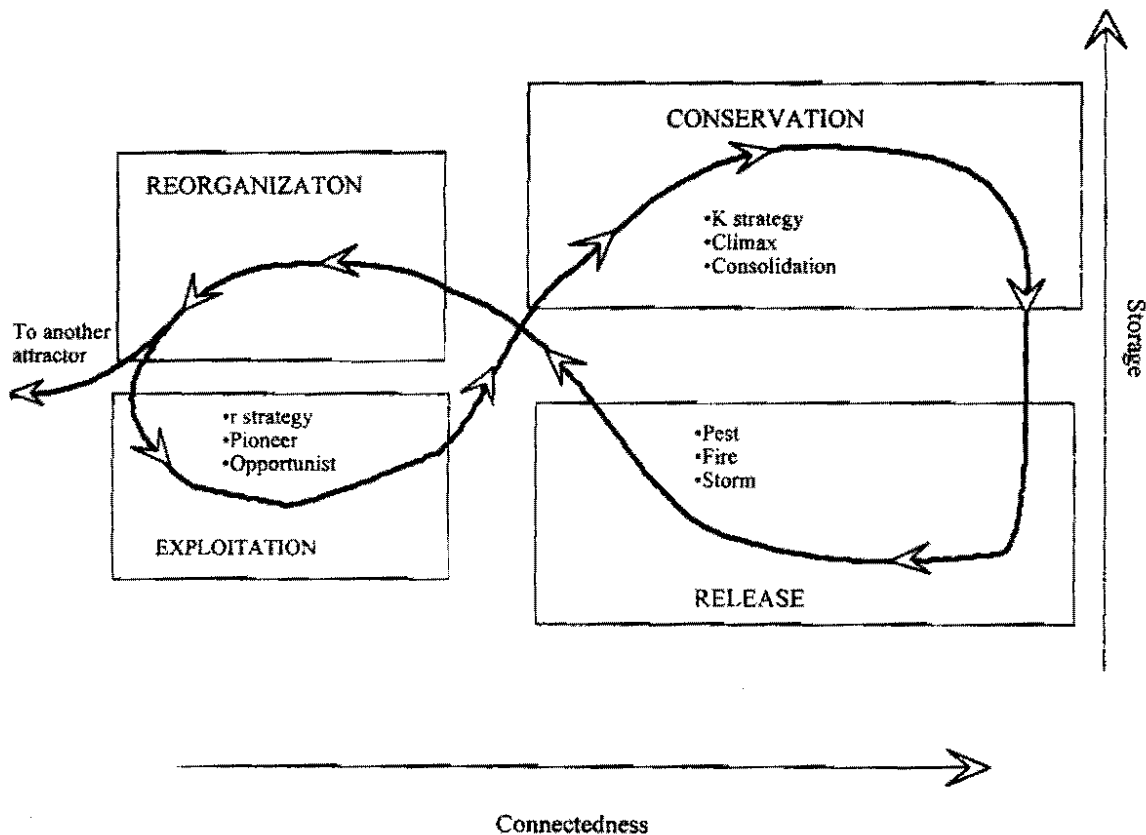 CONSERVATION
REORGANIZATON
•K strategy
•Climax
•Consolidation
To another
attractor
Storage
•r strategy
•Pioneer
•Opportunist
•Pest
•Fire
•Storm
EXPLOITATION
RELEASE
Connectedness